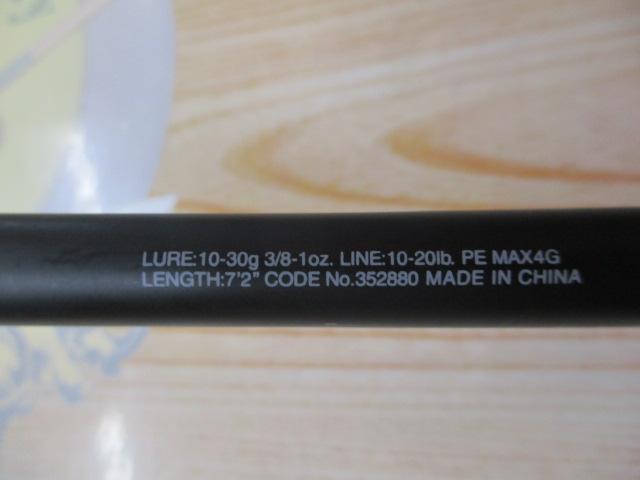 LURE:10-30g 3/8-1oz. LINE:10-20lb. PE MAX4G
LENGTH:7'2" CODE No.352880 MADE IN CHINA